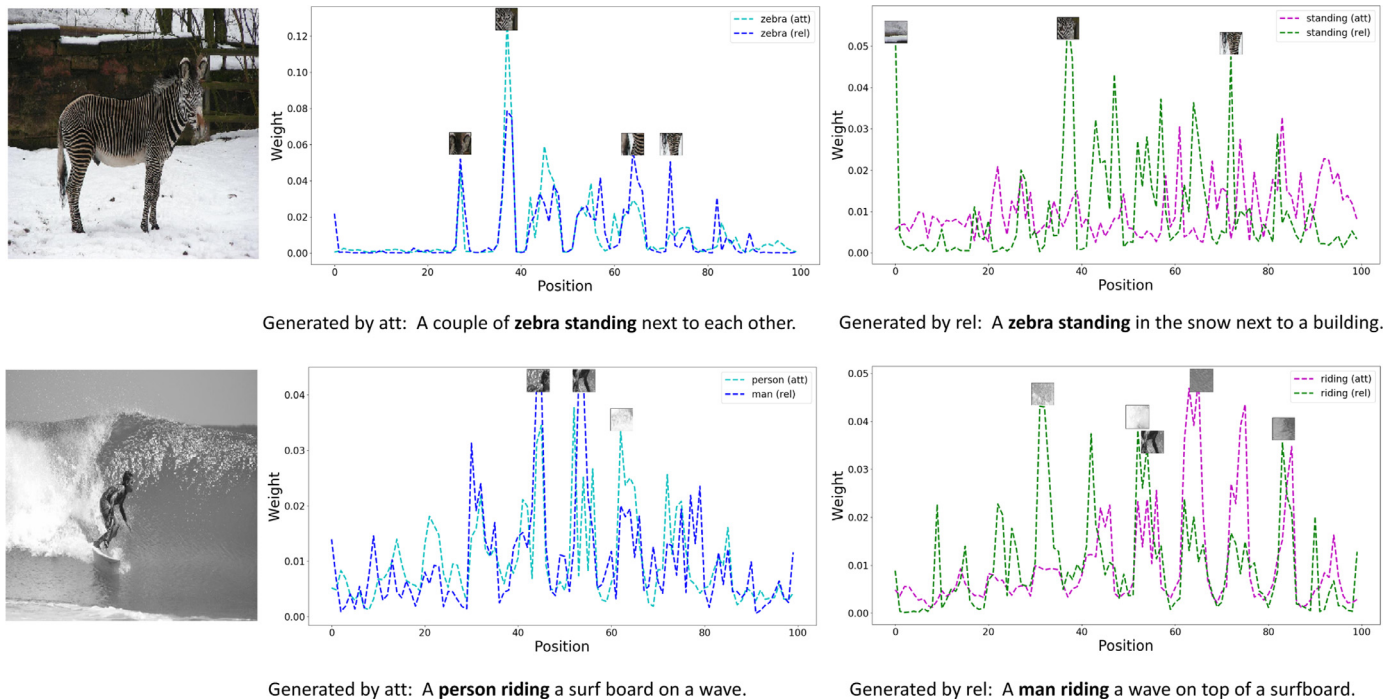 zebra (att)
zebra (rel)
0.12
0.10
0.08
0.06
0.04
0.02
0.00
Weight
0 20 40 60 80 100
Position
standing (att)
standing (rel)
0.05
0.04
0.03
0.02
0.01
0.00
Weight
0 20 40 60 80 100
Position
Generated by att: A couple of zebra standing next to each other.
Generated by rel: A zebra standing in the snow next to a building.
person (att)
man (rel)
0.04
0.03
0.02
0.01
0.00
Weight
0 20 40 60 80 100
Position
riding (att)
riding (rel)
0.05
0.04
0.03
0.02
0.01
0.00
Weight
0 20 40 60 80 100
Position
Generated by att: A person riding a surf board on a wave.
Generated by rel: A man riding a wave on top of a surfboard.